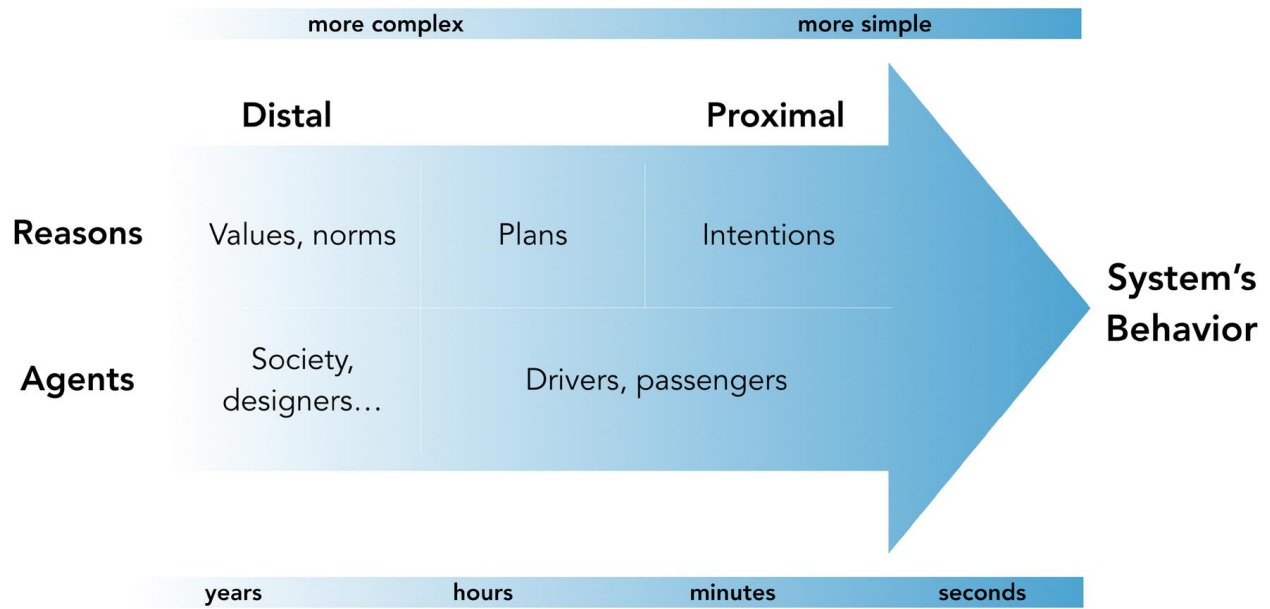 more complex more simple
Distal Proximal
Reasons Values, norms Plans Intentions
System's
Behavior
Agents Society,
designers… Drivers, passengers
years hours minutes seconds